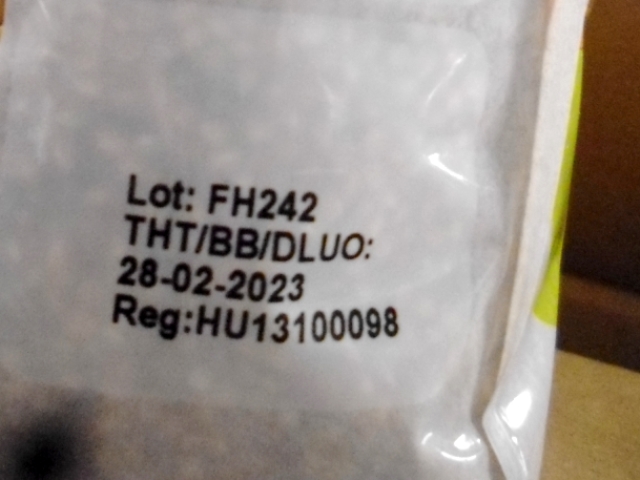 Lot: FH242
THT/BB/DLUO:
28-02-2023
Reg:HU13100098